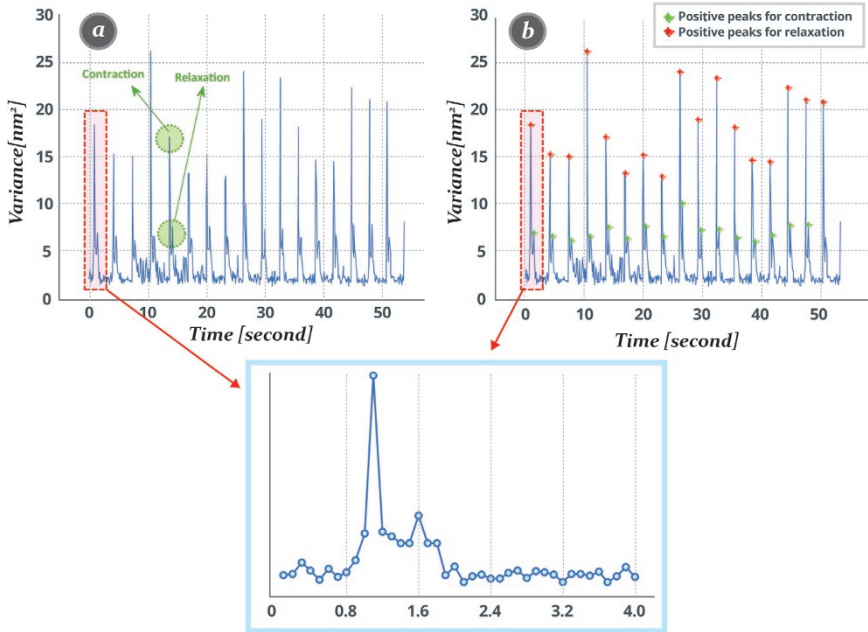 a
Variance[nm²]
30
25
20
15
10
5
0
Contraction
Relaxation
0 10 20 30 40 50
Time [second]
b
Positive peaks for contraction
Positive peaks for relaxation
Variance[nm²]
30
25
20
15
10
5
0
0 10 20 30 40 50
Time [second]
0 0.8 1.6 2.4 3.2 4.0